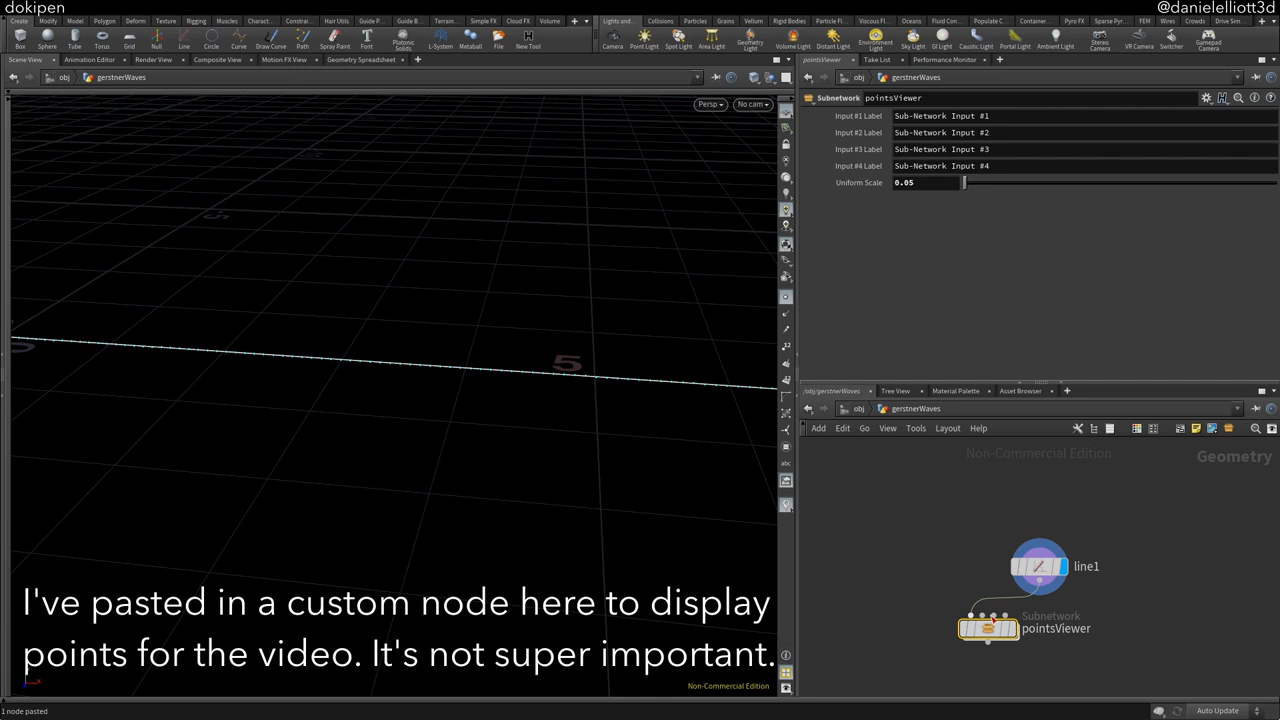 dokipen
@danielelliott3d
Create Modify Model Polygon Deform Texture Rigging Muscles Charact... Constrai... Hair Utils Guide P... Guide B... Terrain... Simple FX Cloud FX Volume
Lights and... Collisions Particles Grains Vellum Rigid Bodies Particle Fl... Viscous Fl... Oceans Fluid Con... Populate C... Container... Pyro FX Sparse Pyr... FEM Wires Crowds Drive Sim...
Box Sphere Tube Torus Grid Null Line Circle Curve Draw Curve Path Spray Paint Font Platonic Solids L-System Metaball File New Tool
Camera Point Light Spot Light Area Light Geometry Light Volume Light Distant Light Environment Light Sky Light GI Light Caustic Light Portal Light Ambient Light Stereo Camera VR Camera Switcher Gamepad Camera
Scene View Animation Editor Render View Composite View Motion FX View Geometry Spreadsheet
pointsViewer Take List Performance Monitor
obj gerstnerWaves
obj gerstnerWaves
Subnetwork pointsViewer
Persp No cam
Input #1 Label Sub-Network Input #1
Input #2 Label Sub-Network Input #2
Input #3 Label Sub-Network Input #3
Input #4 Label Sub-Network Input #4
Uniform Scale 0.05
5
5
/obj/gerstnerWaves Tree View Material Palette Asset Browser
obj gerstnerWaves
Add Edit Go View Tools Layout Help
Non-Commercial Edition
Geometry
line1
Subnetwork
pointsViewer
abc
I've pasted in a custom node here to display
points for the video. It's not super important.
Non-Commercial Edition
1 node pasted
Auto Update